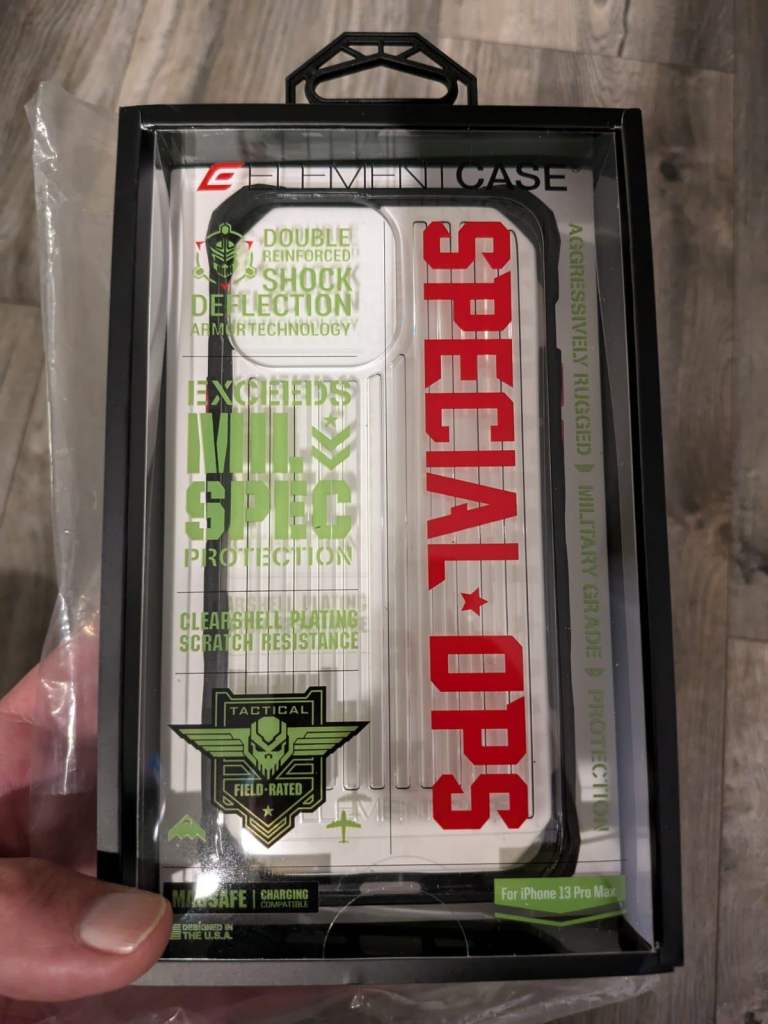 ELEMENTCASE®
DOUBLE
REINFORCED
SHOCK
DEFLECTION
ARMOR TECHNOLOGY
EXCEEDS
MIL
SPEC
PROTECTION
CLEARSHELL PLATING
SCRATCH RESISTANCE
TACTICAL
FIELD-RATED
SPECIAL★OPS
AGGRESSIVELY RUGGED MILITARY GRADE PROTECTION
ELEMENT
MAGSAFE | CHARGING
COMPATIBLE
DESIGNED IN
THE U.S.A.
For iPhone 13 Pro Max